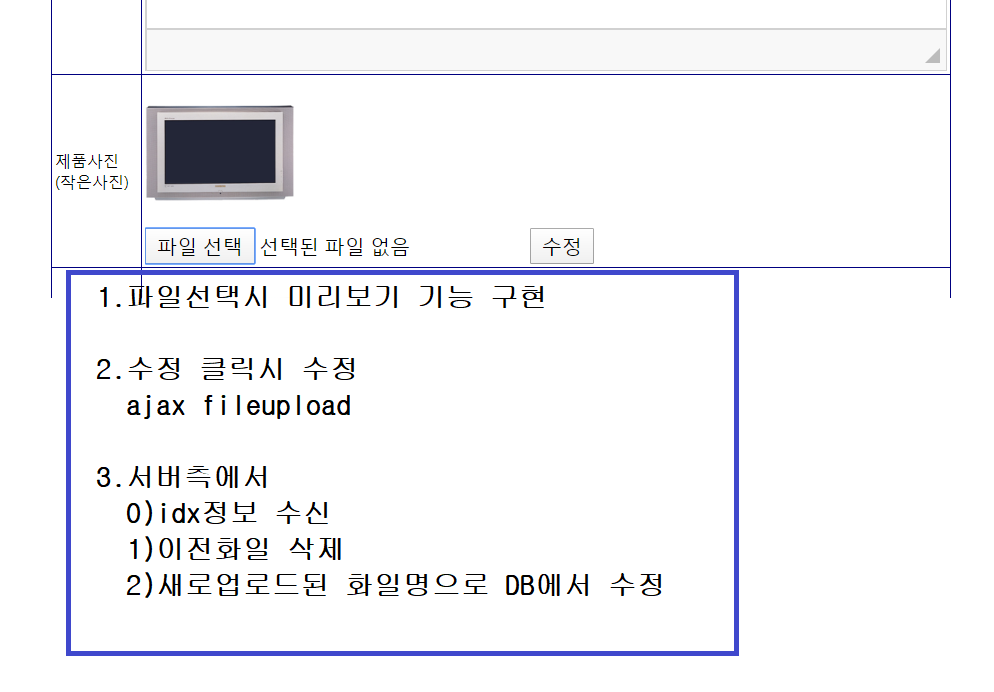 제품사진
(작은사진)
파일 선택 선택된 파일 없음 수정
1.파일선택시 미리보기 기능 구현
2.수정 클릭시 수정
ajax fileupload
3.서버측에서
0)idx정보 수신
1)이전화일 삭제
2)새로업로드된 화일명으로 DB에서 수정